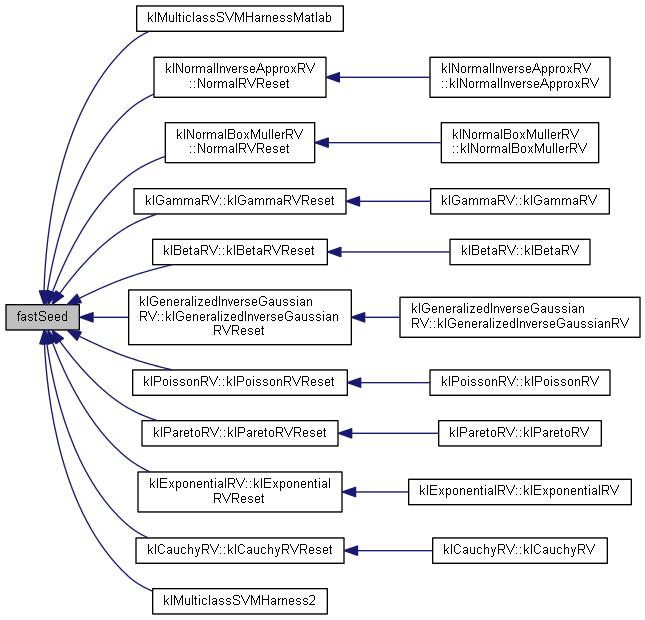 klMulticlassSVMHarnessMatlab
klNormalInverseApproxRV
::NormalRVReset
klNormalInverseApproxRV
::klNormalInverseApproxRV
klNormalBoxMullerRV
::NormalRVReset
klNormalBoxMullerRV
::klNormalBoxMullerRV
klGammaRV::klGammaRVReset
klGammaRV::klGammaRV
klBetaRV::klBetaRVReset
klBetaRV::klBetaRV
fastSeed
klGeneralizedInverseGaussian
RV::klGeneralizedInverseGaussian
RVReset
klGeneralizedInverseGaussian
RV::klGeneralizedInverseGaussianRV
klPoissonRV::klPoissonRVReset
klPoissonRV::klPoissonRV
klParetoRV::klParetoRVReset
klParetoRV::klParetoRV
klExponentialRV::klExponential
RVReset
klExponentialRV::klExponentialRV
klCauchyRV::klCauchyRVReset
klCauchyRV::klCauchyRV
klMulticlassSVMHarness2